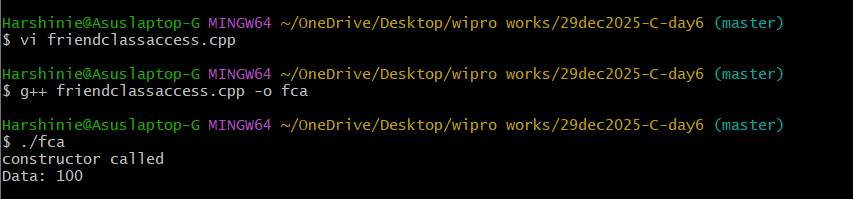 Harshinie@Asuslaptop-G MINGW64 ~/OneDrive/Desktop/wipro works/29dec2025-C-day6 (master)
$ vi friendclassaccess.cpp
Harshinie@Asuslaptop-G MINGW64 ~/OneDrive/Desktop/wipro works/29dec2025-C-day6 (master)
$ g++ friendclassaccess.cpp -o fca
Harshinie@Asuslaptop-G MINGW64 ~/OneDrive/Desktop/wipro works/29dec2025-C-day6 (master)
$ ./fca
constructor called
Data: 100